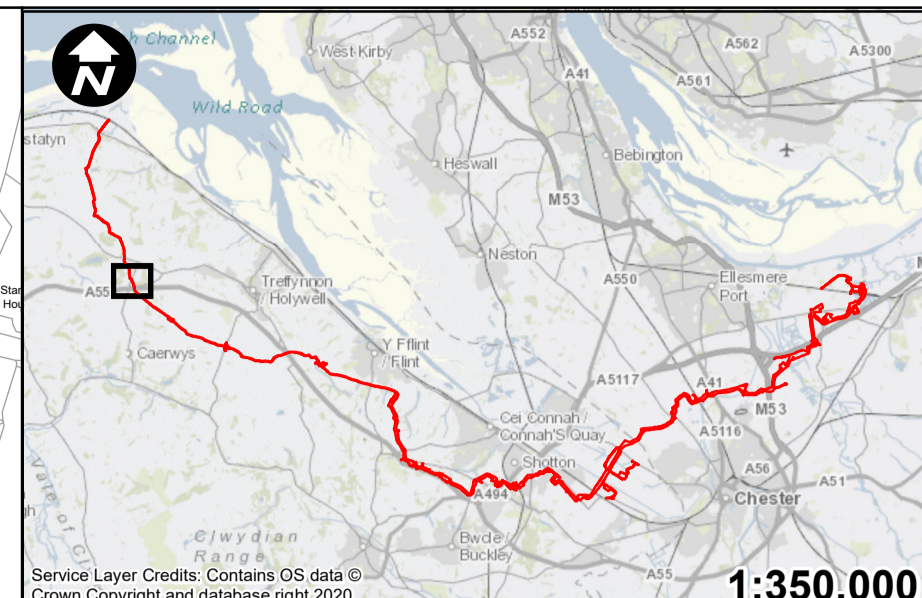 A552
A562
A5300
h Channel
N
West Kirby
A41
A561
Wild Road
statyn
Bebington
Heswall
M53
Neston
A550
Ellesmere
Port
Treffynnon
/ Holywell
A55
Star
Hou
Y Fflint
/ Flint
Caerwys
A5117
A41
M53
Cei Connah /
Connah'S Quay
A5116
Shotton
A56
A494
A51
Chester
Clwydian
Range
Bwcle /
Buckley
A55
Service Layer Credits: Contains OS data ©
Crown Copyright and database right 2020
1:350,000